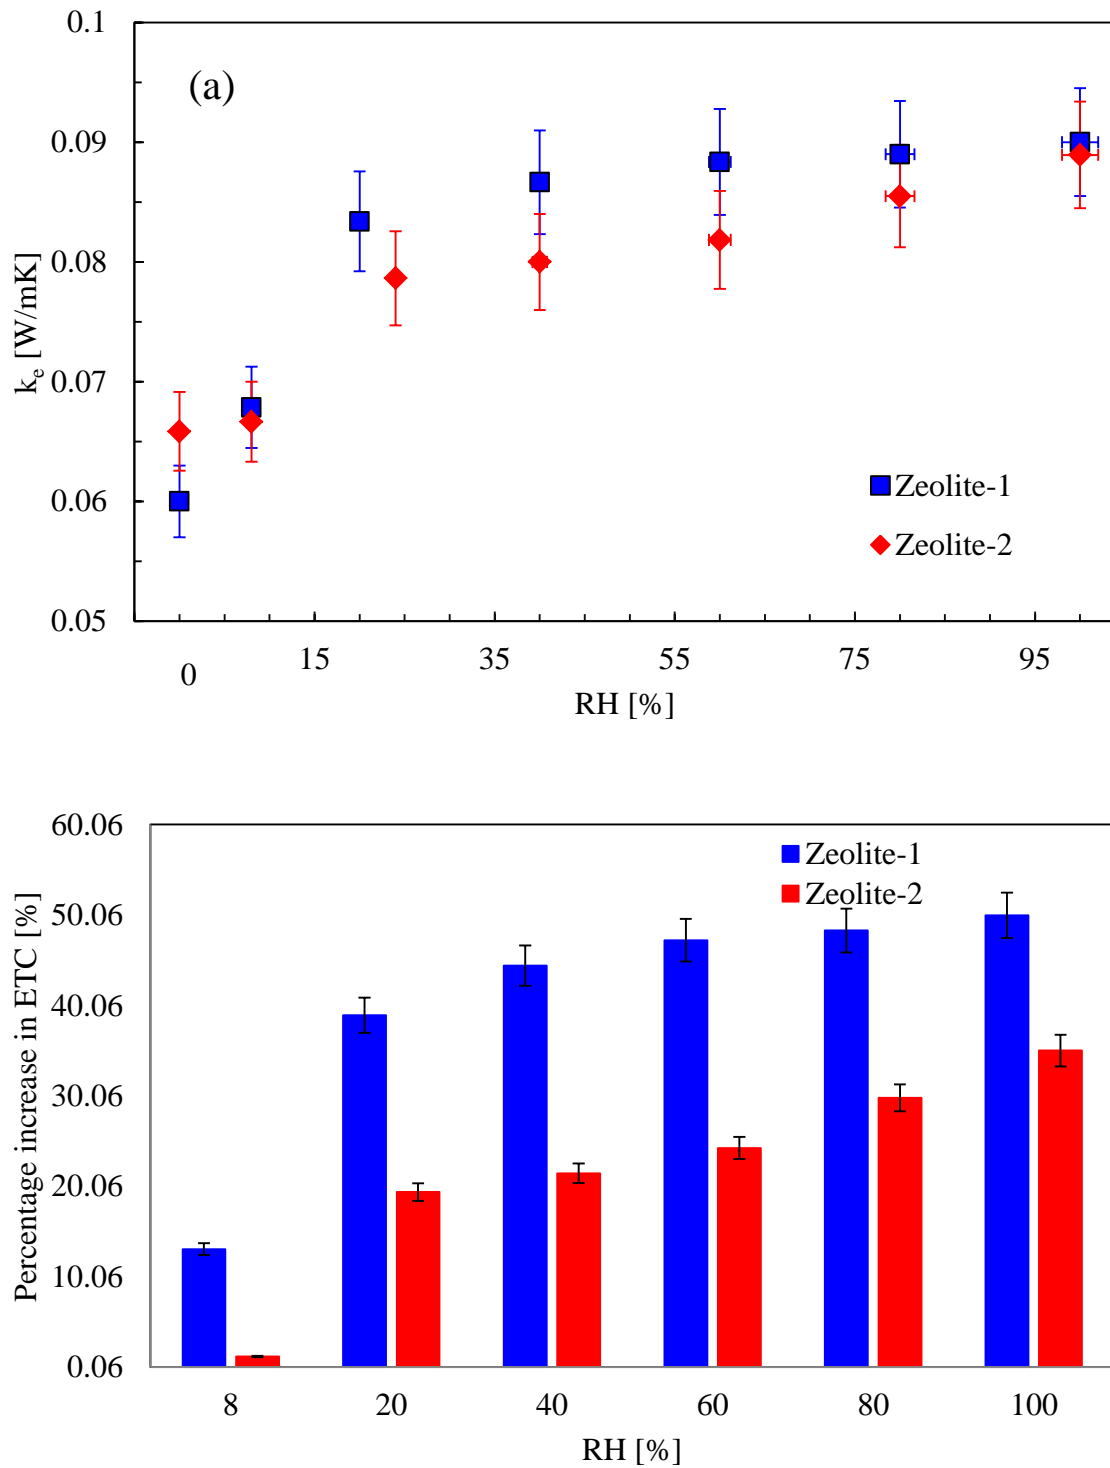 0.1
(a)
0.09
0.08
0.07
0.06
0.05
k_e [W/mK]
Zeolite-1
Zeolite-2
0 15 35 55 75 95
RH [%]
60.06
50.06
40.06
30.06
20.06
10.06
0.06
Percentage increase in ETC [%]
Zeolite-1
Zeolite-2
8 20 40 60 80 100
RH [%]